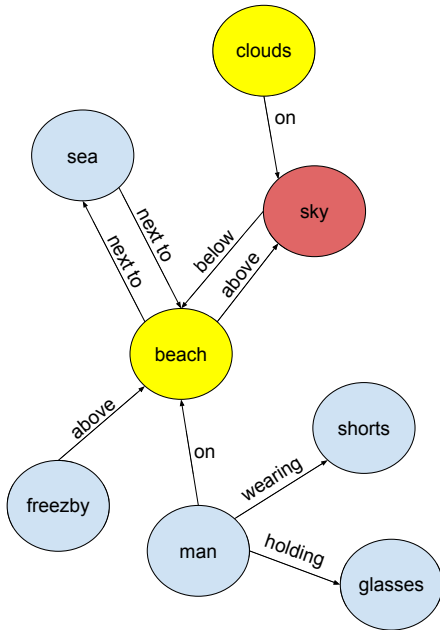 clouds
on
sea
sky
next to
next to
below
above
beach
above
on
shorts
wearing
freezby
man
holding
glasses